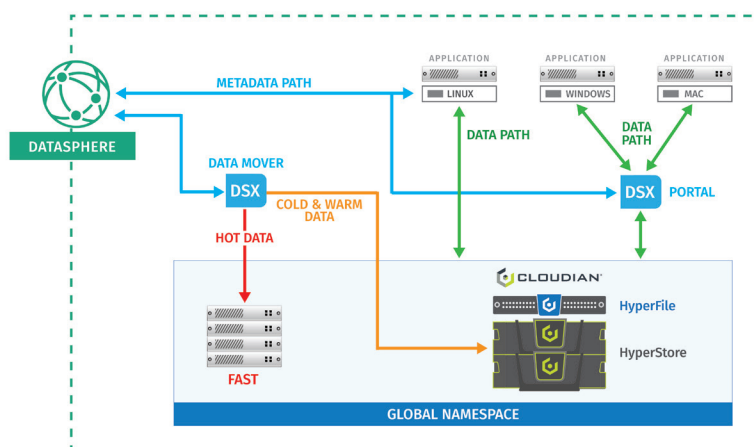 APPLICATION
APPLICATION
APPLICATION
METADATA PATH
LINUX
WINDOWS
MAC
DATASPHERE
DATA PATH
DATA
PATH
DATA MOVER
DSX
COLD & WARM
DATA
DSX
PORTAL
HOT DATA
CLOUDIAN®
HyperFile
HyperStore
FAST
GLOBAL NAMESPACE